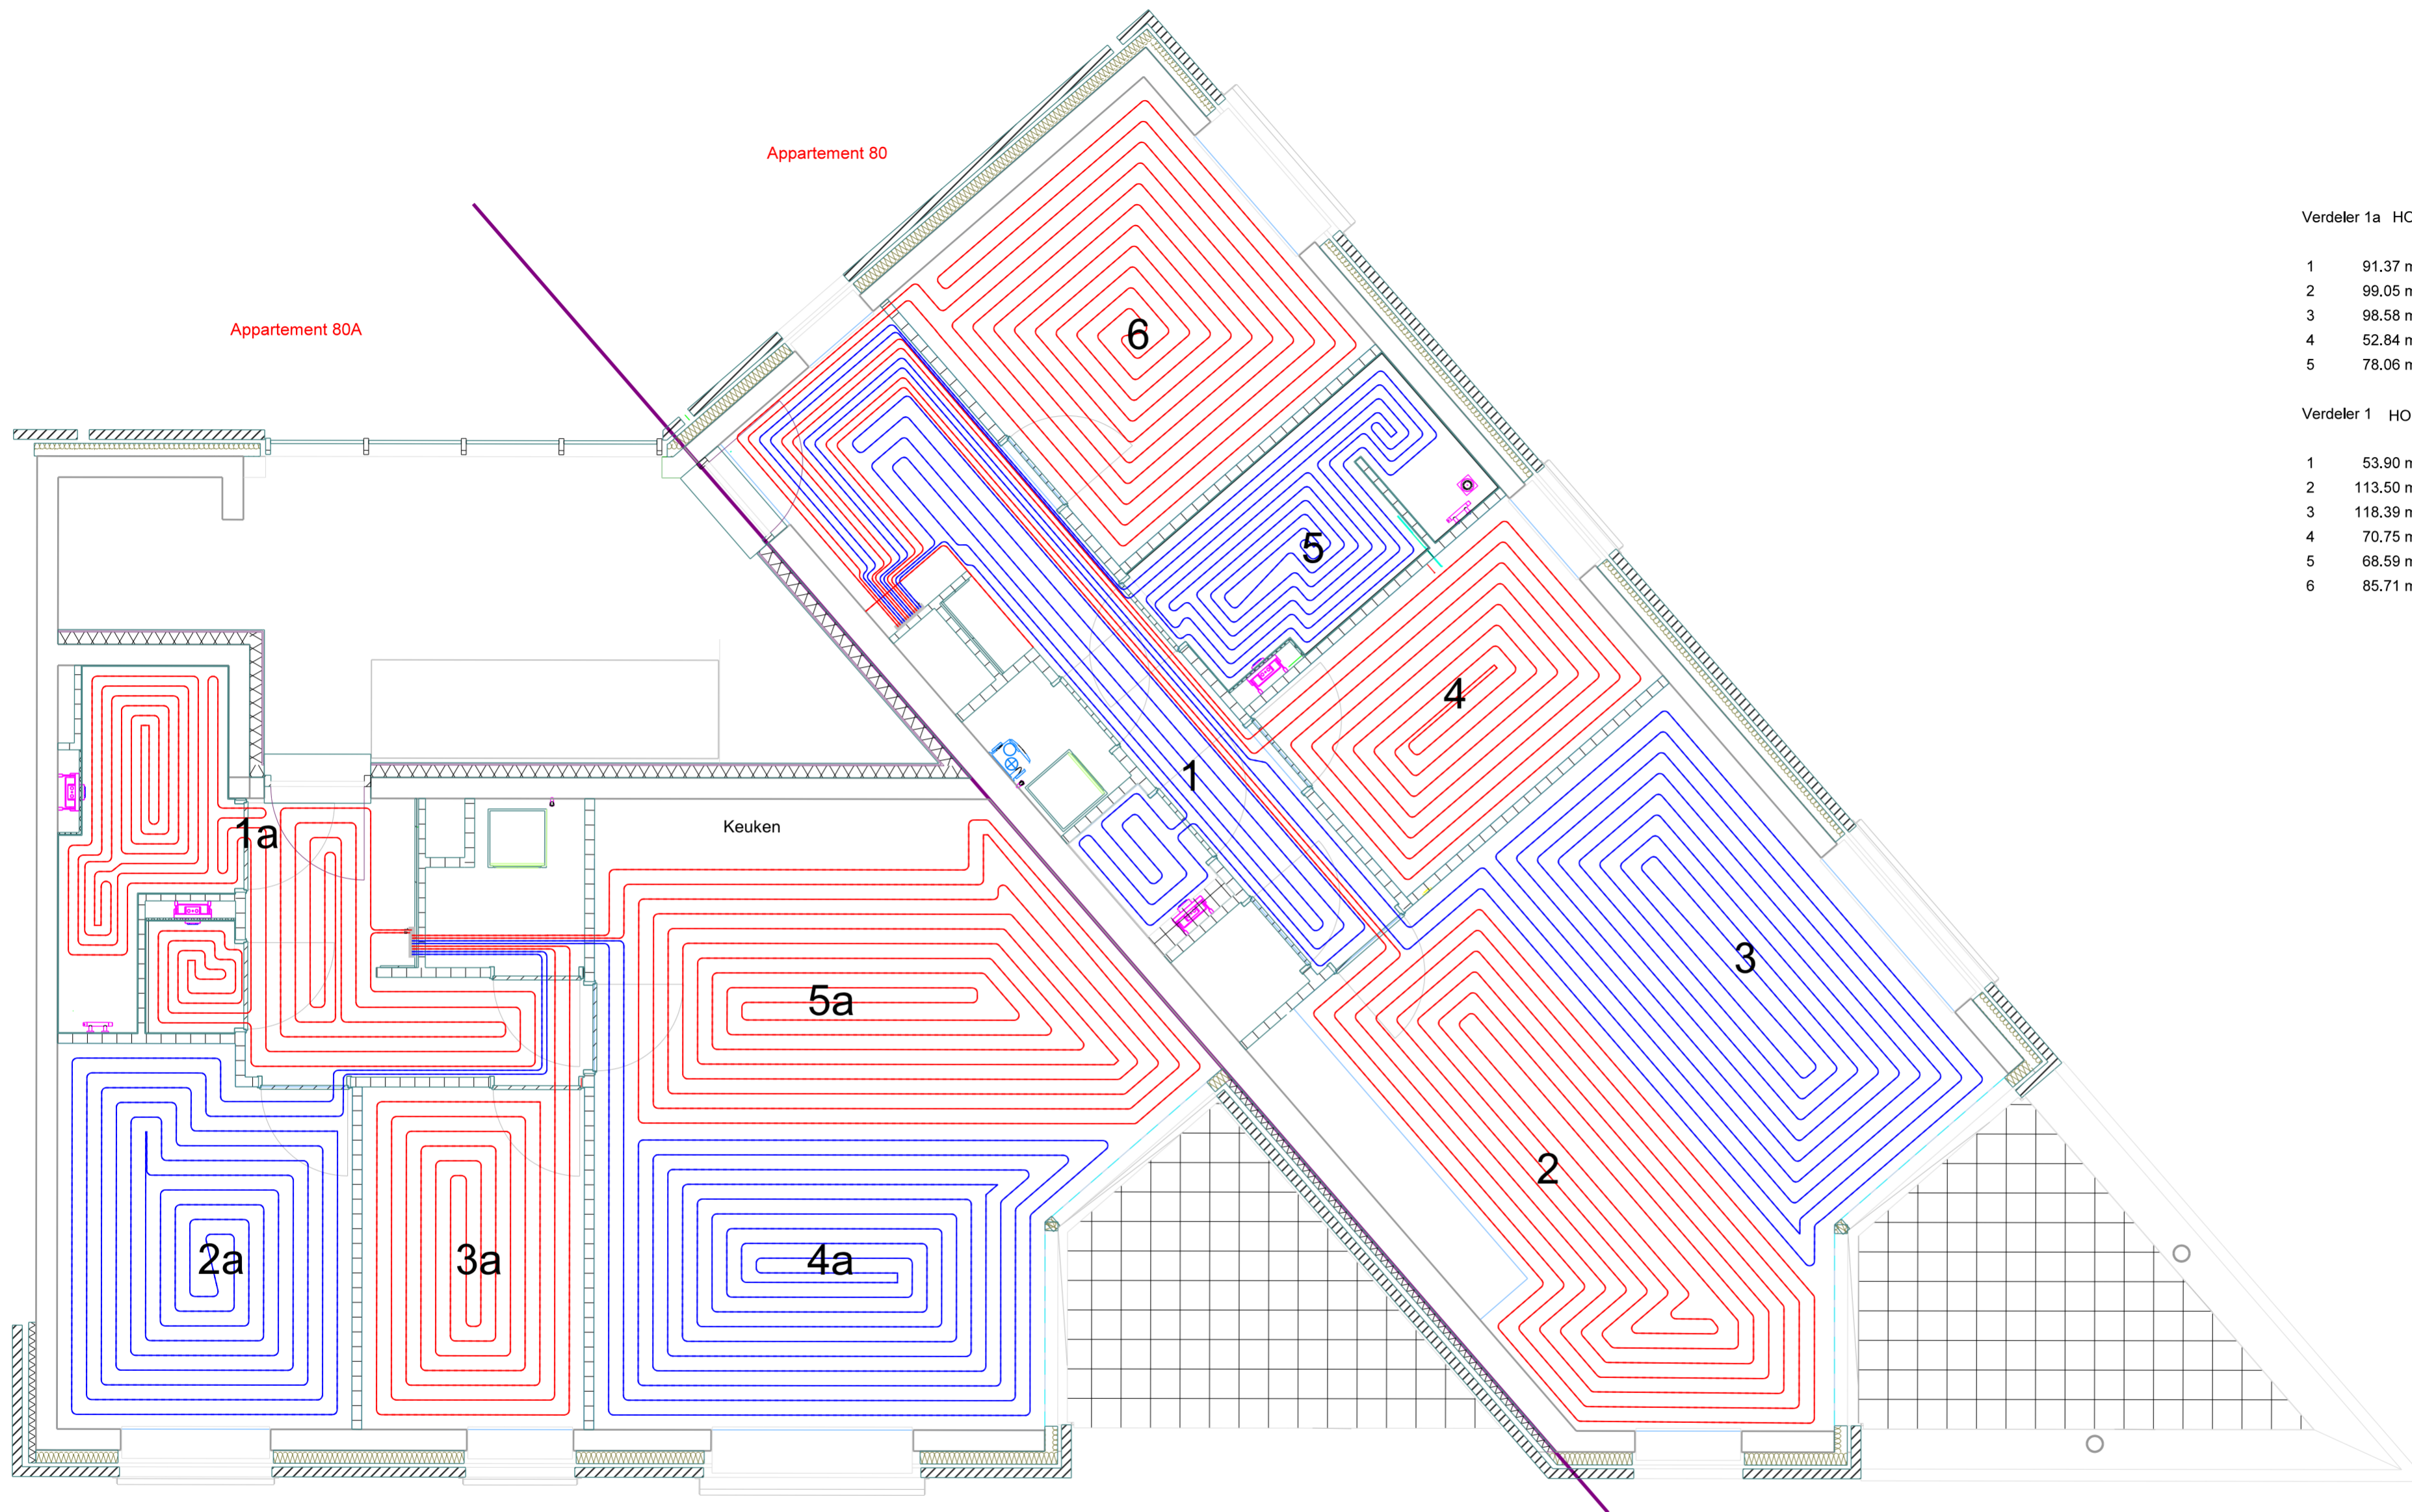 Appartement 80
Appartement 80A
Verdeler 1a HO
1 91.37 m
2 99.05 m
3 98.58 m
4 52.84 m
5 78.06 m
Verdeler 1 HO
1 53.90 m
2 113.50 m
3 118.39 m
4 70.75 m
5 68.59 m
6 85.71 m
6
5
4
1
1a
Keuken
3
5a
2
2a
3a
4a